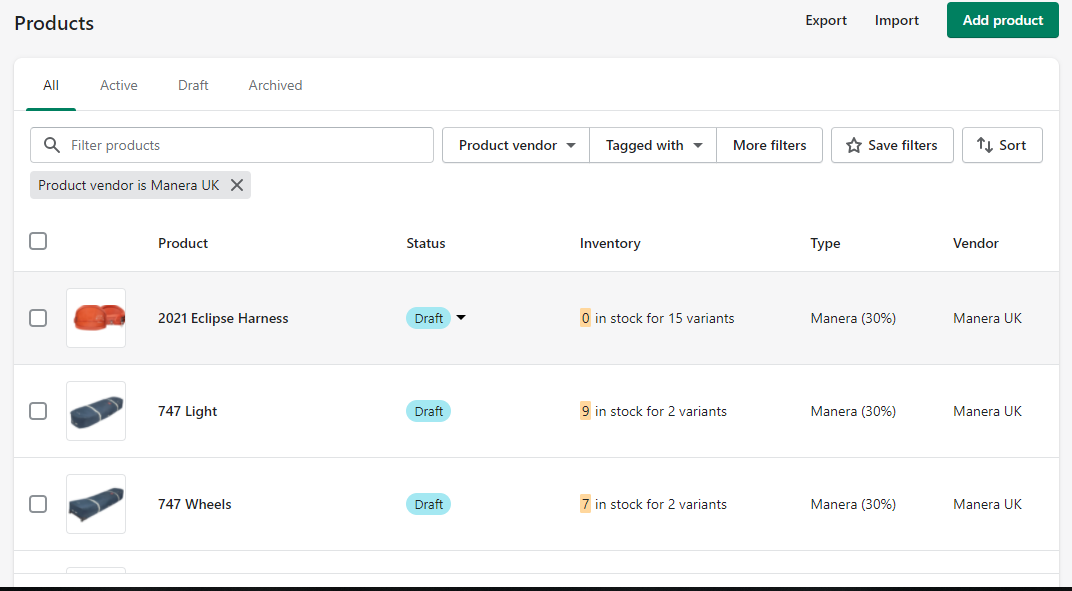 Products Export Import Add product
All Active Draft Archived
Filter products Product vendor Tagged with More filters Save filters Sort
Product vendor is Manera UK
Product Status Inventory Type Vendor
2021 Eclipse Harness Draft 0 in stock for 15 variants Manera (30%) Manera UK
747 Light Draft 9 in stock for 2 variants Manera (30%) Manera UK
747 Wheels Draft 7 in stock for 2 variants Manera (30%) Manera UK